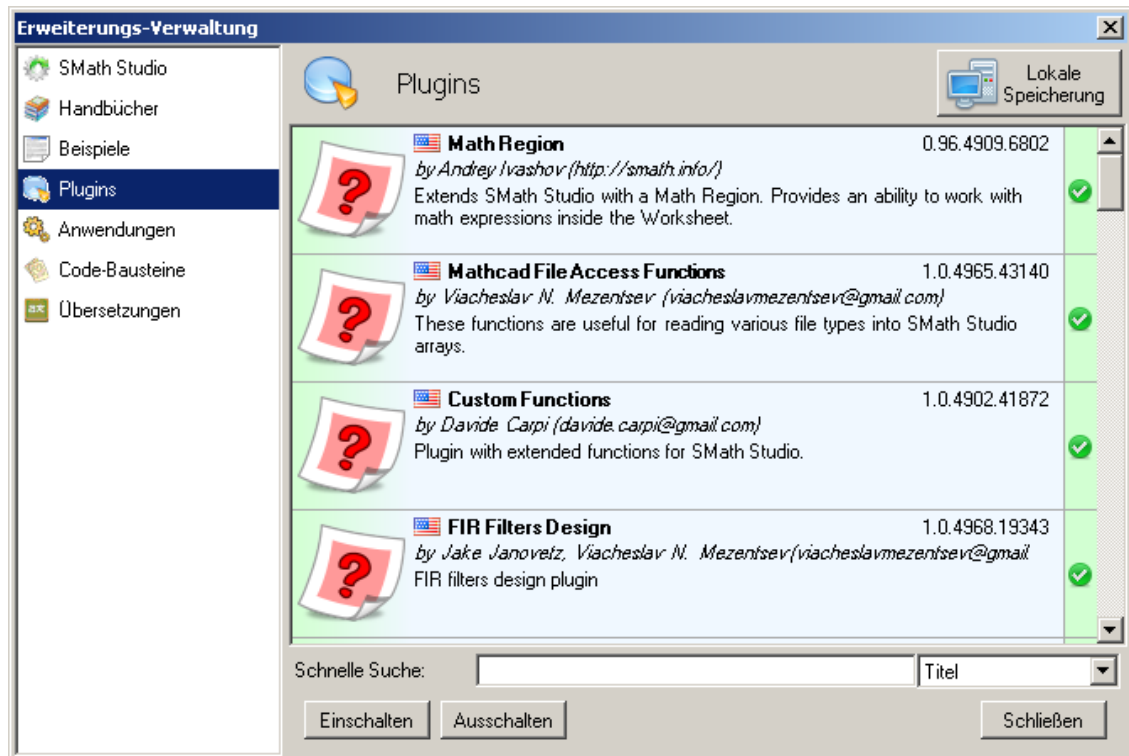 Erweiterungs-Verwaltung
SMath Studio
Handbücher
Beispiele
Plugins
Anwendungen
Code-Bausteine
Übersetzungen
Plugins
Lokale
Speicherung
Math Region 0.96.4909.6802
by Andrey Ivashov (http://smath.info/)
Extends SMath Studio with a Math Region. Provides an ability to work with
math expressions inside the Worksheet.
Mathcad File Access Functions 1.0.4965.43140
by Viacheslav N. Mezentsev (viacheslavmezentsev@gmail.com)
These functions are useful for reading various file types into SMath Studio
arrays.
Custom Functions 1.0.4902.41872
by Davide Carpi (davide.carpi@gmail.com)
Plugin with extended functions for SMath Studio.
FIR Filters Design 1.0.4968.19343
by Jake Janovetz, Viacheslav N. Mezentsev(viacheslavmezentsev@gmail.
FIR filters design plugin
Schnelle Suche: Titel
Einschalten Ausschalten Schließen